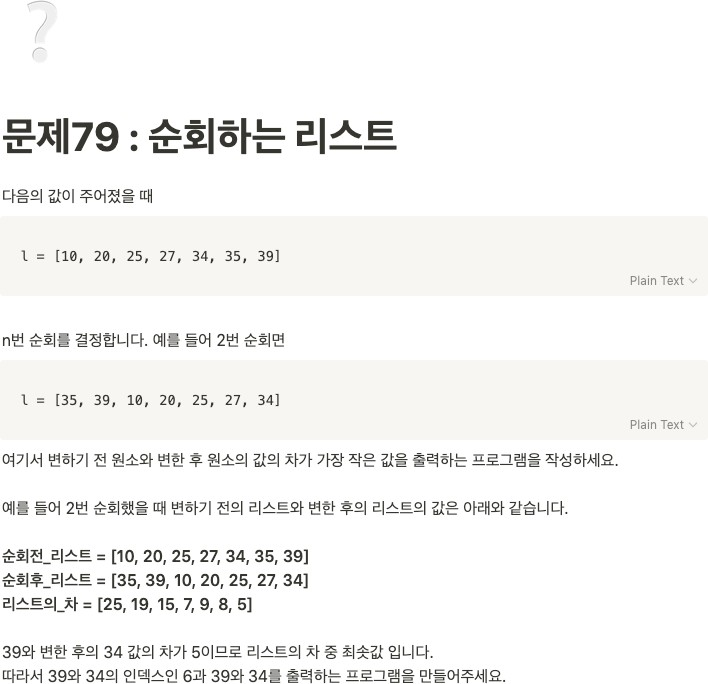 문제79 : 순회하는 리스트
다음의 값이 주어졌을 때
l = [10, 20, 25, 27, 34, 35, 39]
Plain Text
n번 순회를 결정합니다. 예를 들어 2번 순회면
l = [35, 39, 10, 20, 25, 27, 34]
Plain Text
여기서 변하기 전 원소와 변한 후 원소의 값의 차가 가장 작은 값을 출력하는 프로그램을 작성하세요.
예를 들어 2번 순회했을 때 변하기 전의 리스트와 변한 후의 리스트의 값은 아래와 같습니다.
순회전_리스트 = [10, 20, 25, 27, 34, 35, 39]
순회후_리스트 = [35, 39, 10, 20, 25, 27, 34]
리스트의_차 = [25, 19, 15, 7, 9, 8, 5]
39와 변한 후의 34 값의 차가 5이므로 리스트의 차 중 최솟값 입니다.
따라서 39와 34의 인덱스인 6과 39와 34를 출력하는 프로그램을 만들어주세요.